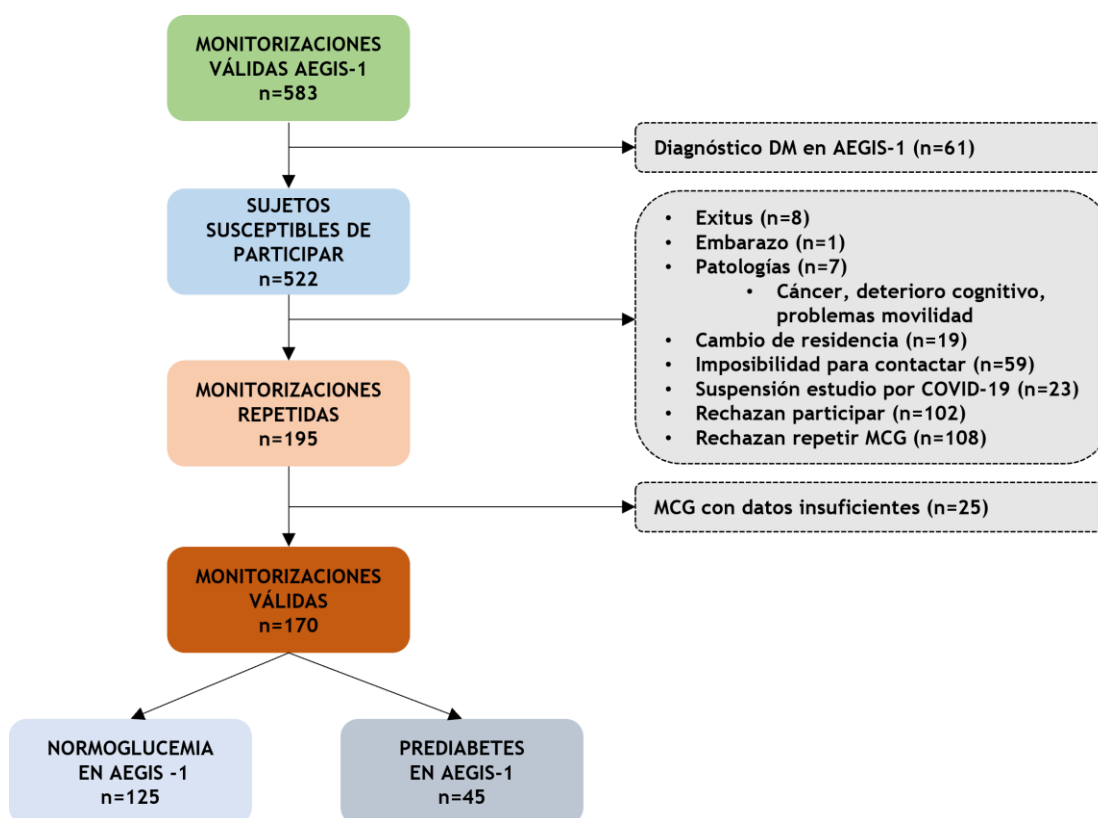 MONITORIZACIONES
VÁLIDAS AEGIS-1
n=583
Diagnóstico DM en AEGIS-1 (n=61)
SUJETOS
SUSCEPTIBLES DE
PARTICIPAR
n=522
• Exitus (n=8)
• Embarazo (n=1)
• Patologías (n=7)
• Cáncer, deterioro cognitivo,
problemas movilidad
• Cambio de residencia (n=19)
• Imposibilidad para contactar (n=59)
• Suspensión estudio por COVID-19 (n=23)
• Rechazan participar (n=102)
• Rechazan repetir MCG (n=108)
MONITORIZACIONES
REPETIDAS
n=195
MCG con datos insuficientes (n=25)
MONITORIZACIONES
VÁLIDAS
n=170
NORMOGLUCEMIA
EN AEGIS -1
n=125
PREDIABETES
EN AEGIS-1
n=45